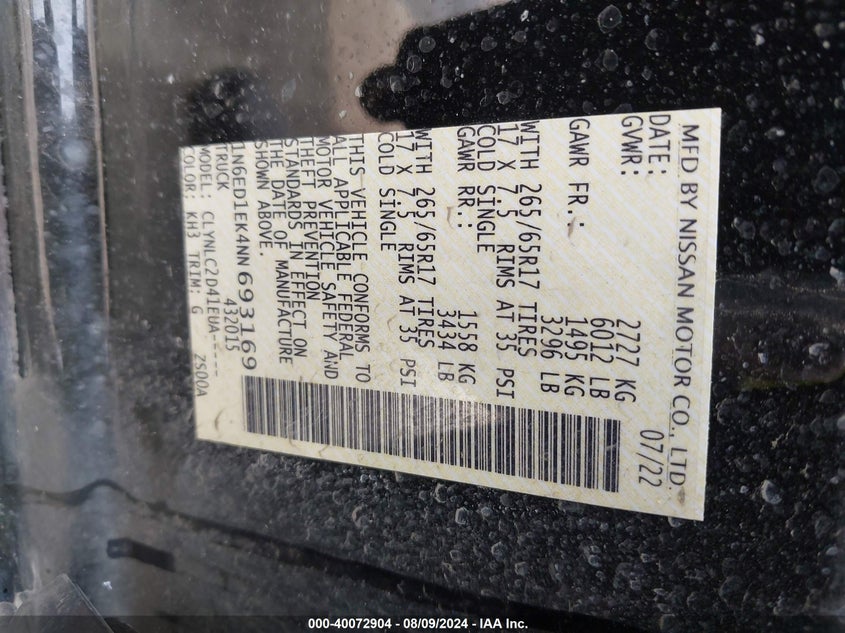 MFD BY NISSAN MOTOR CO., LTD.
DATE: 07/22
GVWR: 2727 KG
6012 LB
GAWR FR.: 1495 KG
3296 LB
WITH 265/65R17 TIRES
17 X 7.5 RIMS AT 35 PSI
COLD SINGLE
GAWR RR.: 1558 KG
3434 LB
WITH 265/65R17 TIRES
17 X 7.5 RIMS AT 35 PSI
COLD SINGLE
THIS VEHICLE CONFORMS TO
ALL APPLICABLE FEDERAL
MOTOR VEHICLE SAFETY AND
THEFT PREVENTION
STANDARDS IN EFFECT ON
THE DATE OF MANUFACTURE
SHOWN ABOVE.
1N6ED1EK4NN693169
TRUCK 432015
MODEL: CLYNLC2D41EUA-----
COLOR: KH3 TRIM: G 2S00A
000-40072904 - 08/09/2024 - IAA Inc.